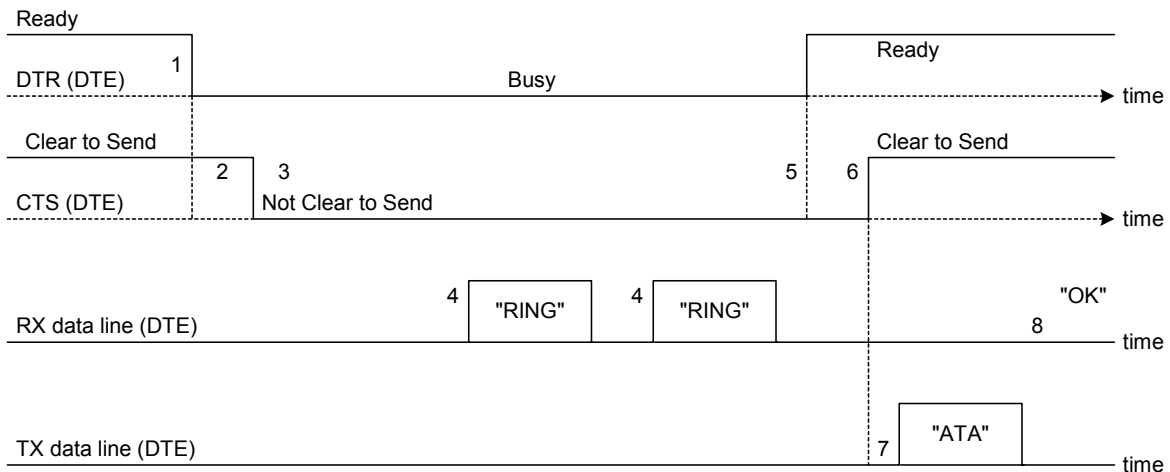 Ready
1
DTR (DTE)
Busy
Ready
time
Clear to Send
Clear to Send
2
3
5
6
CTS (DTE)
Not Clear to Send
time
4
"RING"
4
"RING"
"OK"
RX data line (DTE)
8
time
"ATA"
7
TX data line (DTE)
time